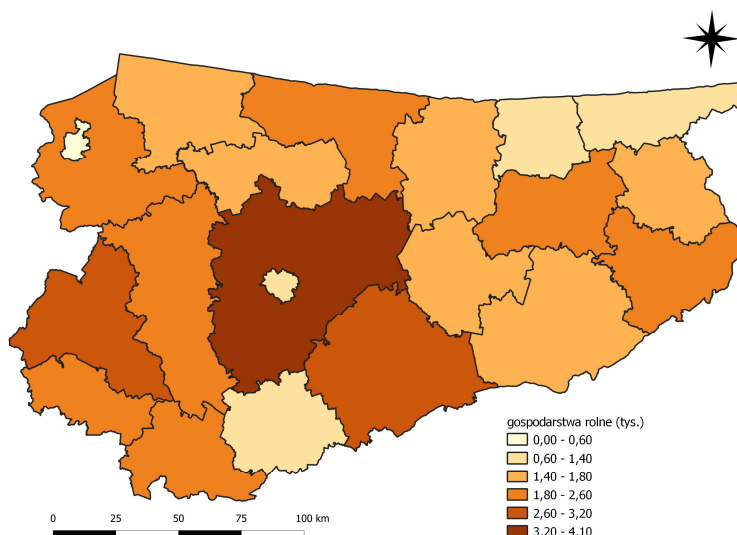 gospodarstwa rolne (tys.)
0,00 - 0,60
0,60 - 1,40
1,40 - 1,80
1,80 - 2,60
2,60 - 3,20
3,20 - 4,10
0 25 50 75 100 km